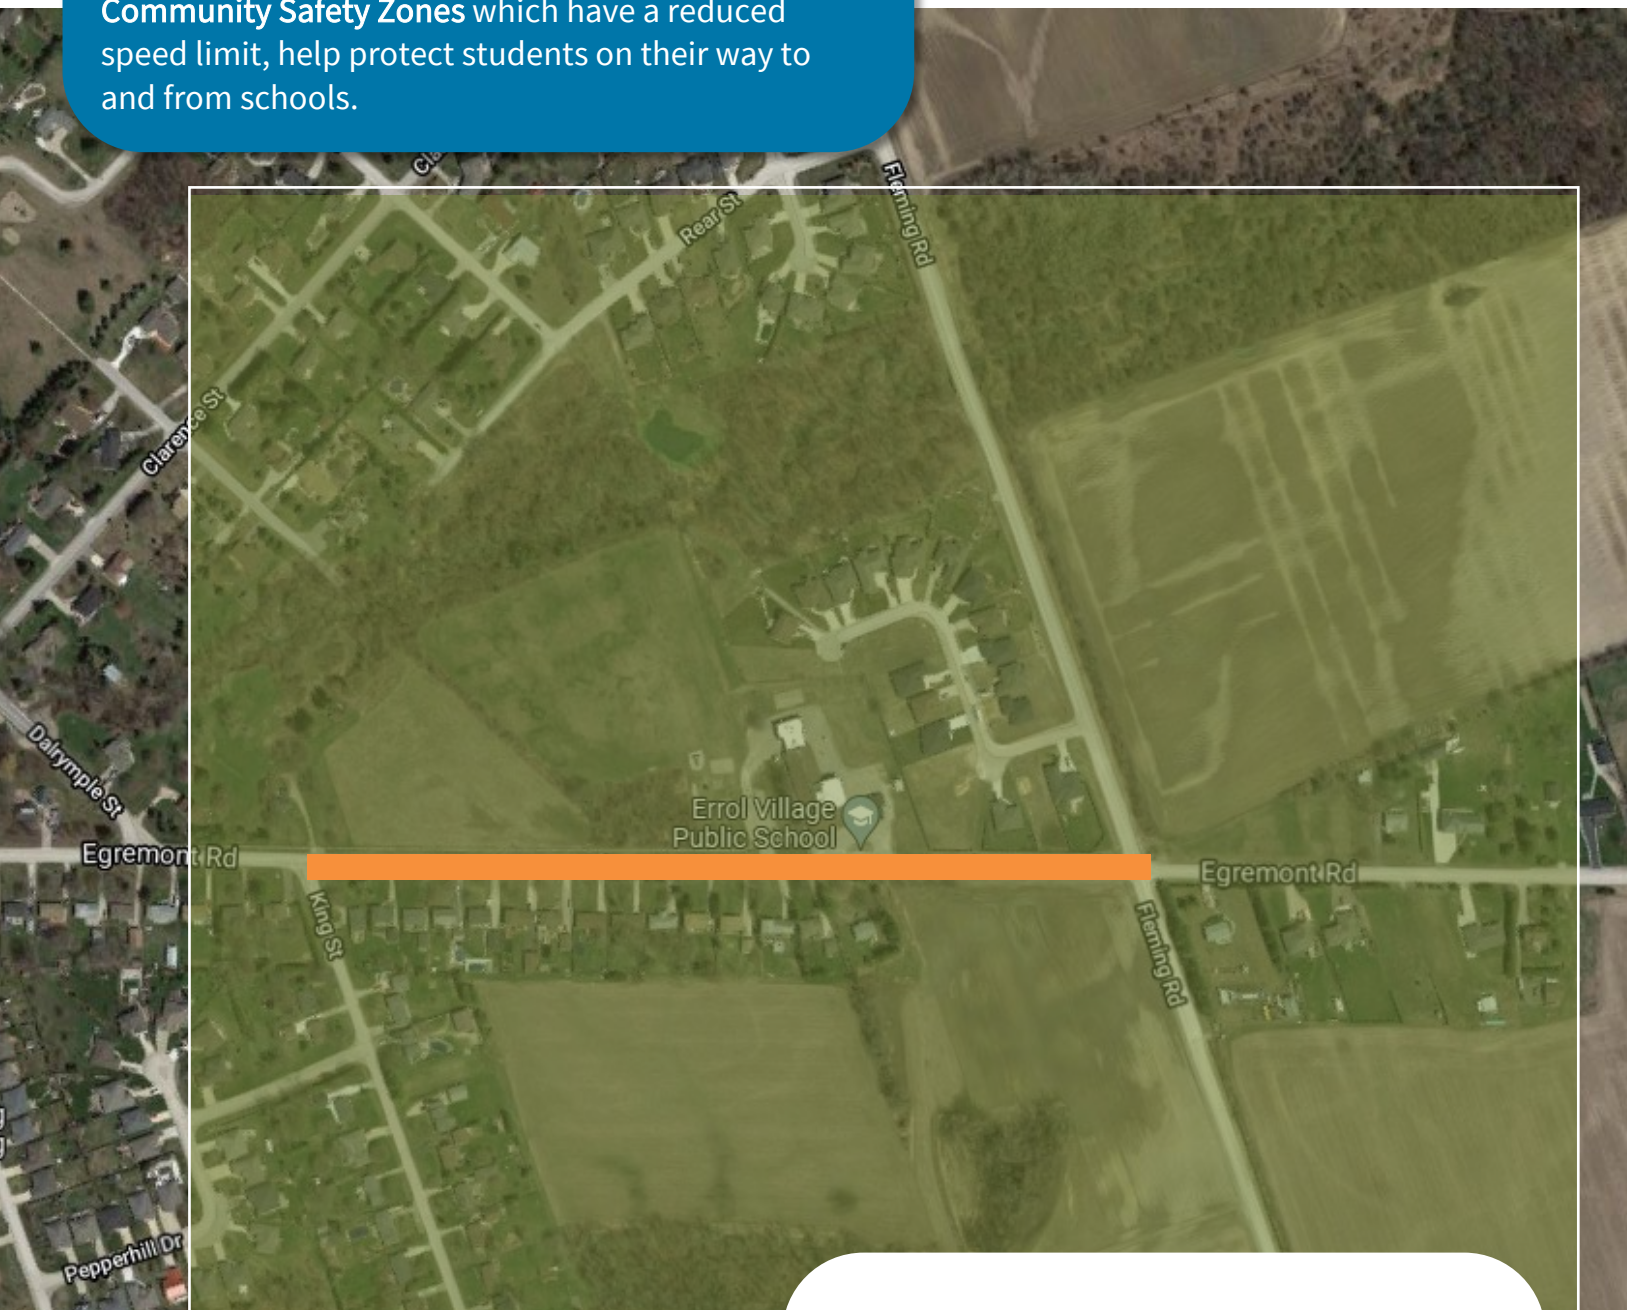 Community Safety Zones which have a reduced
speed limit, help protect students on their way to
and from schools.
Fleming Rd
Rear St
Clarence St
Dalrymple St
Errol Village
Public School
Egremont Rd
Egremont Rd
King St
Fleming Rd
Pepperhill Dr